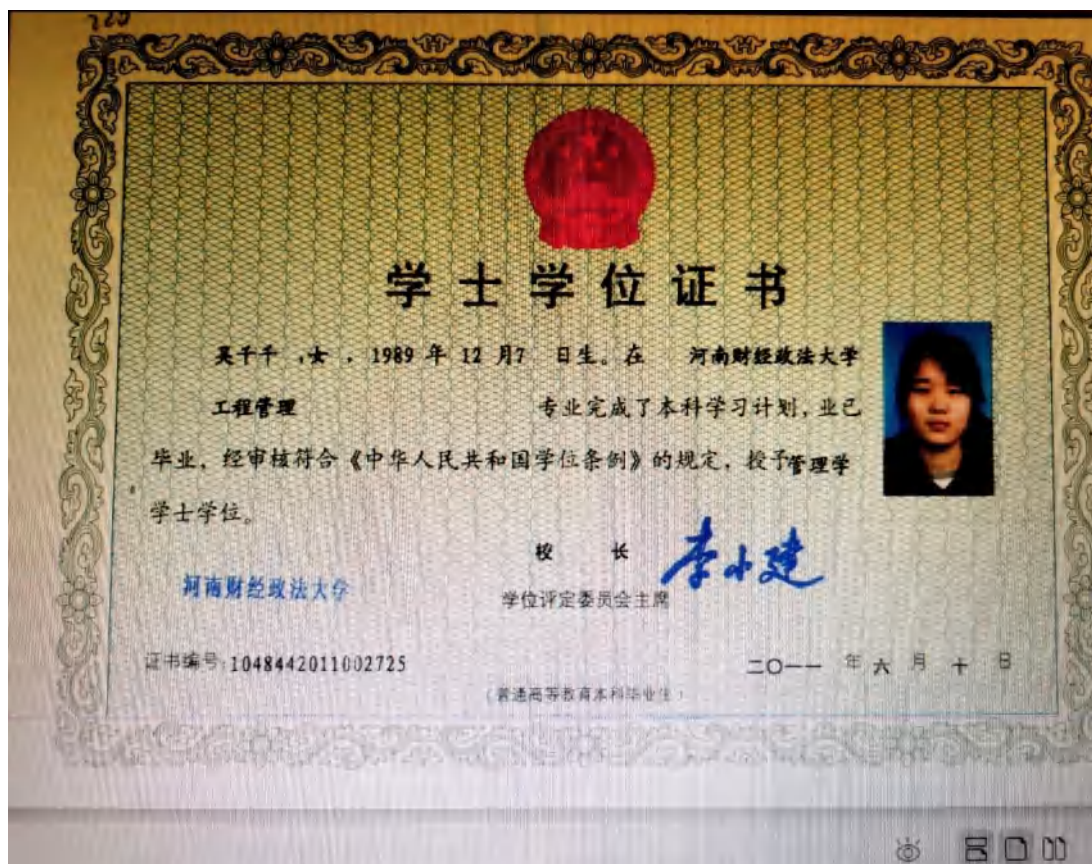 学士学位证书
吴千千 ,女 , 1989 年 12 月7 日生。在 河南财经政法大学
工程管理 专业完成了本科学习计划, 业已
毕业, 经审核符合《中华人民共和国学位条例》的规定, 授予管理学
学士学位。
校 长 李小建
河南财经政法大学
学位评定委员会主席
证书编号:1048442011002725
二〇一一 年 六 月 十 日
(普通高等教育本科毕业生)